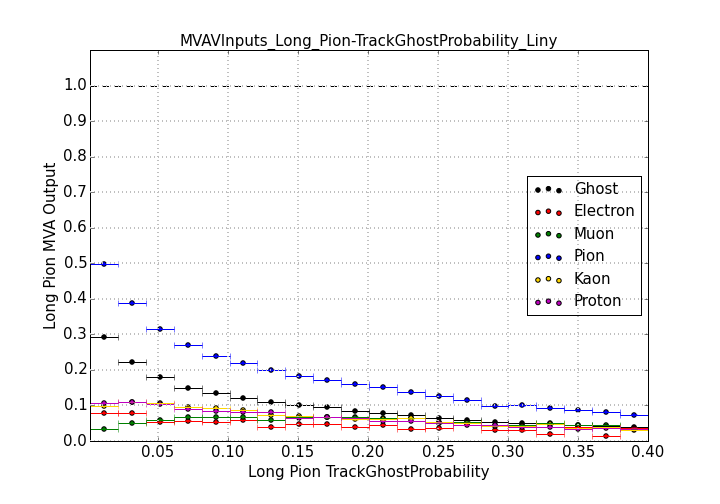 MVAVInputs_Long_Pion-TrackGhostProbability_Liny
1.0
0.9
0.8
0.7
0.6
0.5
0.4
0.3
0.2
0.1
0.0
Long Pion MVA Output
Ghost
Electron
Muon
Pion
Kaon
Proton
0.05 0.10 0.15 0.20 0.25 0.30 0.35 0.40
Long Pion TrackGhostProbability